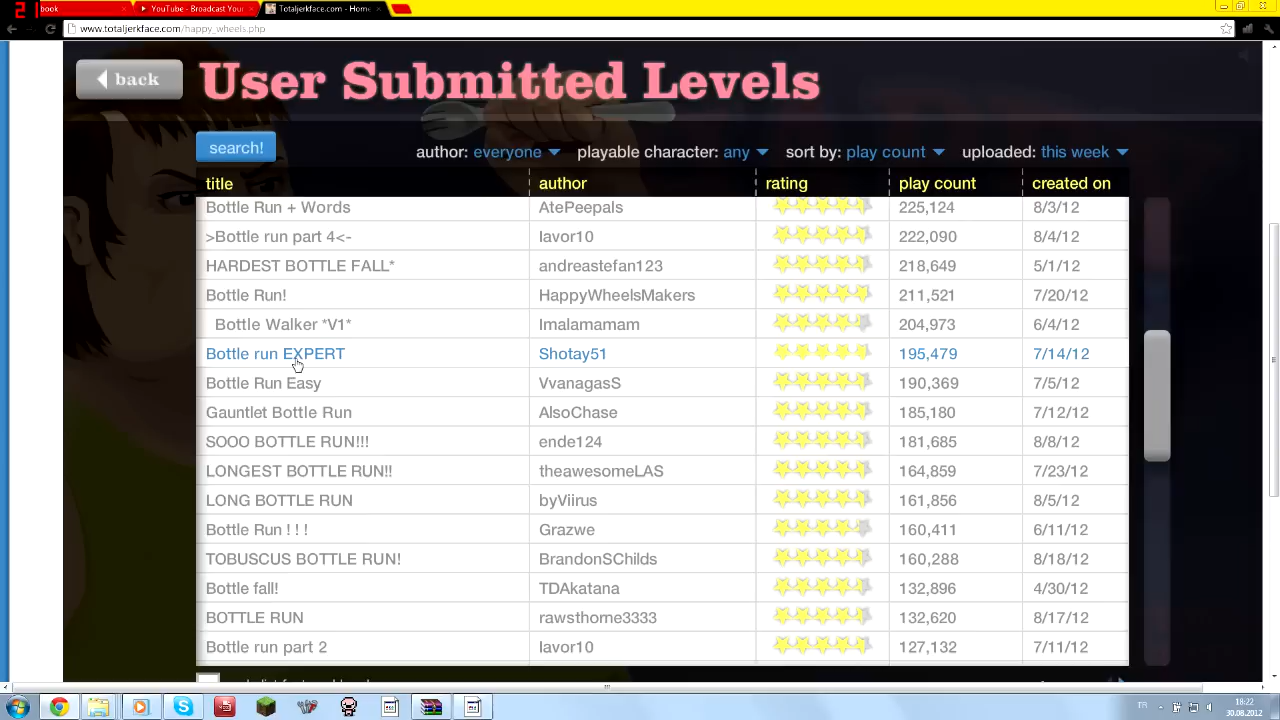 book
YouTube - Broadcast Your
Totaljerkface.com - Home
www.totaljerkface.com/happy_wheels.php
back
User Submitted Levels
search!
author: everyone playable character: any sort by: play count uploaded: this week
title author rating play count created on
Bottle Run + Words AtePeepals 225,124 8/3/12
>Bottle run part 4<- lavor10 222,090 8/4/12
HARDEST BOTTLE FALL* andreastefan123 218,649 5/1/12
Bottle Run! HappyWheelsMakers 211,521 7/20/12
Bottle Walker *V1* Imalamamam 204,973 6/4/12
Bottle run EXPERT Shotay51 195,479 7/14/12
Bottle Run Easy VvanagasS 190,369 7/5/12
Gauntlet Bottle Run AlsoChase 185,180 7/12/12
SOOO BOTTLE RUN!!! ende124 181,685 8/8/12
LONGEST BOTTLE RUN!! theawesomeLAS 164,859 7/23/12
LONG BOTTLE RUN byViirus 161,856 8/5/12
Bottle Run ! ! ! Grazwe 160,411 6/11/12
TOBUSCUS BOTTLE RUN! BrandonSChilds 160,288 8/18/12
Bottle fall! TDAkatana 132,896 4/30/12
BOTTLE RUN rawsthorne3333 132,620 8/17/12
Bottle run part 2 lavor10 127,132 7/11/12
TR
18:22
30.08.2012